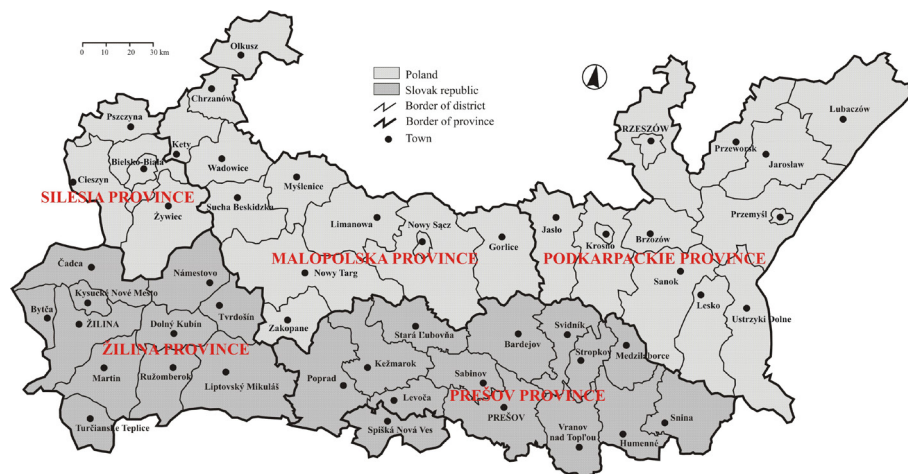 Olkusz
0 10 20 30 km
Poland
Slovak republic
Border of district
Border of province
Town
Chrzanów
Lubaczów
Pszczyna
RZESZÓW
Przeworsk
Jarosław
Kęty
Bielsko-Biała
Wadowice
Cieszyn
Myślenice
SILESIA PROVINCE
Sucha Beskidzka
Żywiec
Limanowa
Nowy Sącz
Jasło
Przemyśl
Gorlice
Krosno
Brzozów
MALOPOLSKA PROVINCE
PODKARPACKIE PROVINCE
Čadca
Námestovo
Nowy Targ
Sanok
Kysucké Nové Mesto
Lesko
Bytča
ŽILINA
Tvrdošín
Dolný Kubín
Zakopane
Ustrzyki Dolne
Stará Ľubovňa
Bardejov
Svidník
Stropkov
Medzilaborce
ŽILINA PROVINCE
Martin
Ružomberok
Liptovský Mikuláš
Poprad
Kežmarok
Sabinov
PREŠOV PROVINCE
Levoča
PREŠOV
Turčianske Teplice
Spišká Nová Ves
Vranov
nad Topľou
Humenné
Snina